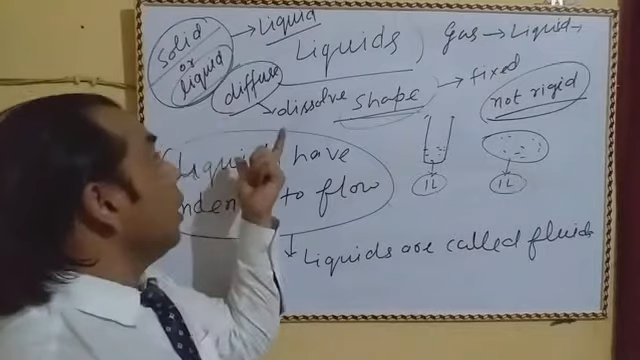 Solid
or
Liquid
→ Liquid
Liquids
Gas → Liquid →
diffuse
→ dissolve
Shape
→ fixed
not rigid
1L
1L
have
to flow
Liquids are called fluids